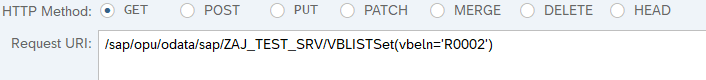 HTTP Method: GET POST PUT PATCH MERGE DELETE HEAD
Request URI: /sap/opu/odata/sap/ZAJ_TEST_SRV/VBLISTSet(vbeln='R0002')